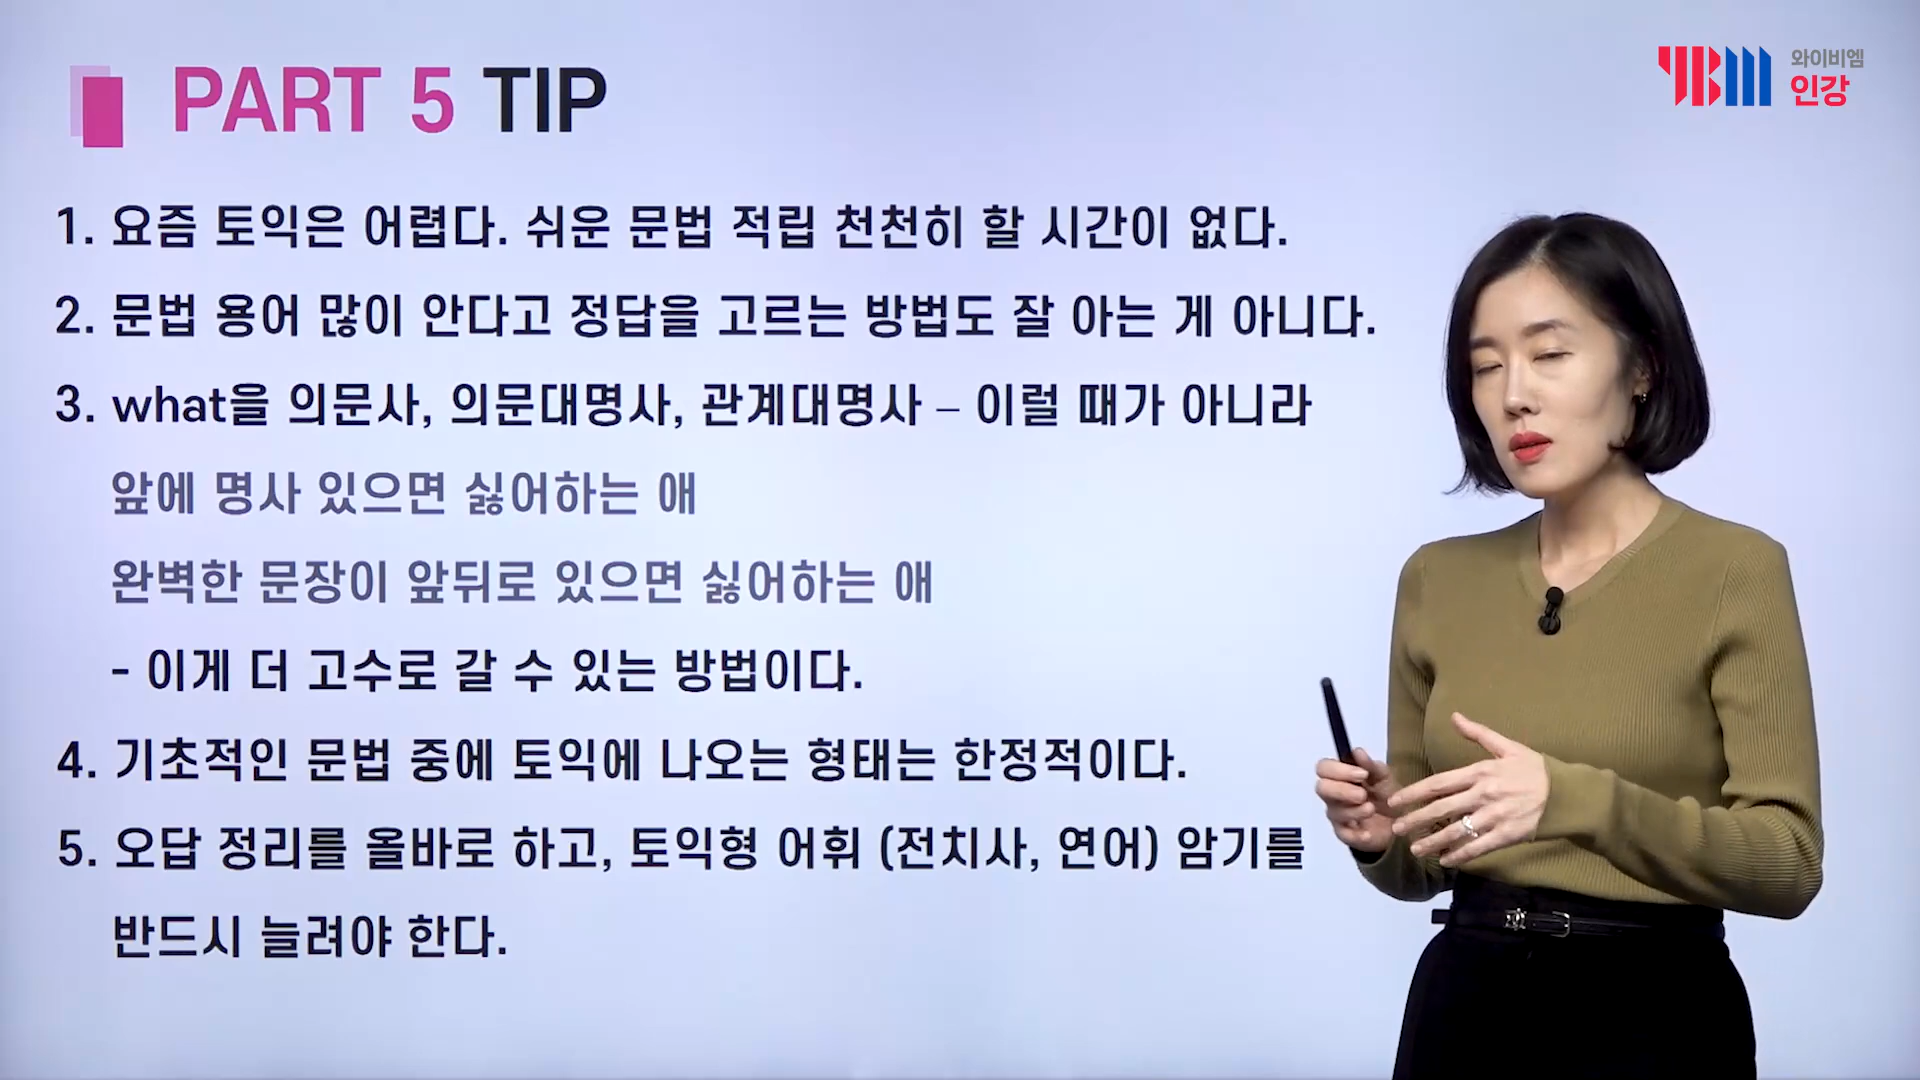 PART 5 TIP
와이비엠
YBM 인강
1. 요즘 토익은 어렵다. 쉬운 문법 적립 천천히 할 시간이 없다.
2. 문법 용어 많이 안다고 정답을 고르는 방법도 잘 아는 게 아니다.
3. what을 의문사, 의문대명사, 관계대명사 – 이럴 때가 아니라
앞에 명사 있으면 싫어하는 애
완벽한 문장이 앞뒤로 있으면 싫어하는 애
- 이게 더 고수로 갈 수 있는 방법이다.
4. 기초적인 문법 중에 토익에 나오는 형태는 한정적이다.
5. 오답 정리를 올바로 하고, 토익형 어휘 (전치사, 연어) 암기를
반드시 늘려야 한다.